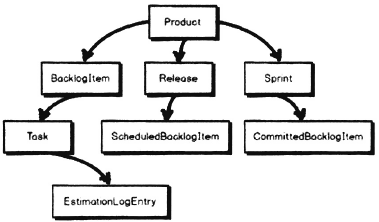 Product
BacklogItem
Release
Sprint
Task
ScheduledBacklogItem
CommittedBacklogItem
EstimationLogEntry